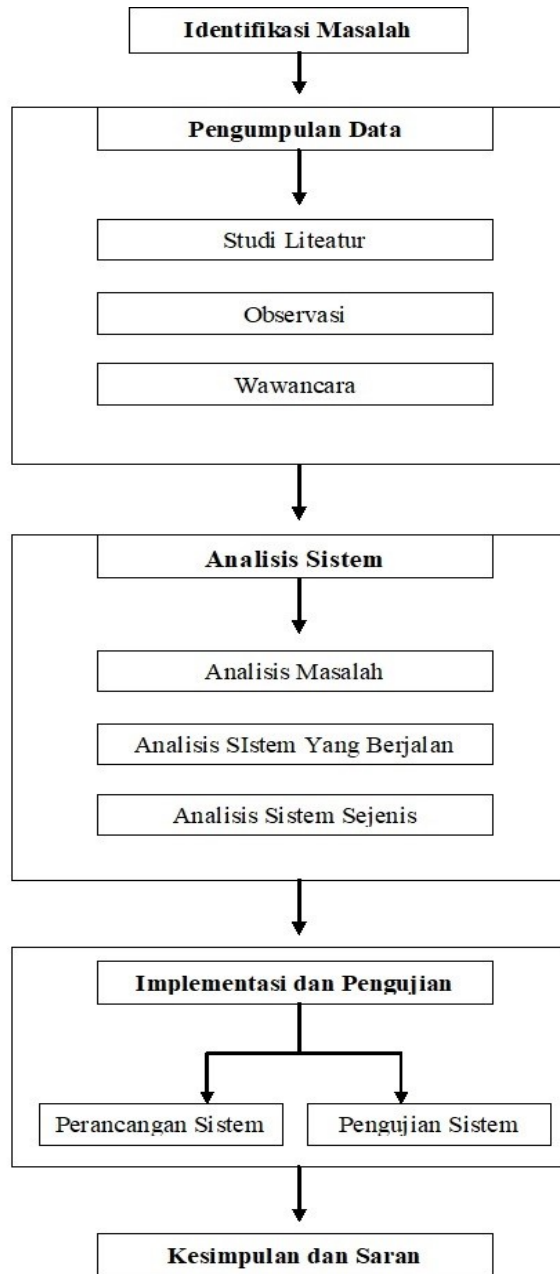 Identifikasi Masalah
Pengumpulan Data
Studi Liteatur
Observasi
Wawancara
Analisis Sistem
Analisis Masalah
Analisis SIstem Yang Berjalan
Analisis Sistem Sejenis
Implementasi dan Pengujian
Perancangan Sistem
Pengujian Sistem
Kesimpulan dan Saran